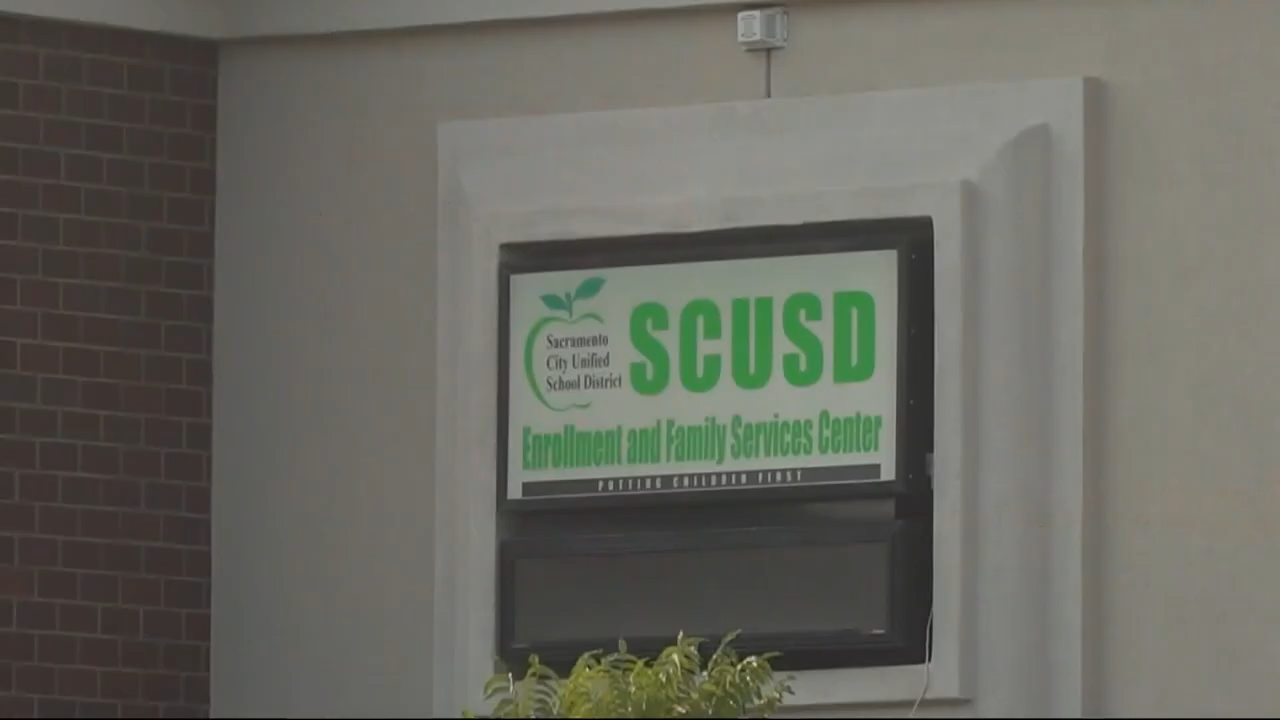 Sacramento
City Unified
School District
SCUSD
Enrollment and Family Services Center
PUTTING CHILDREN FIRST